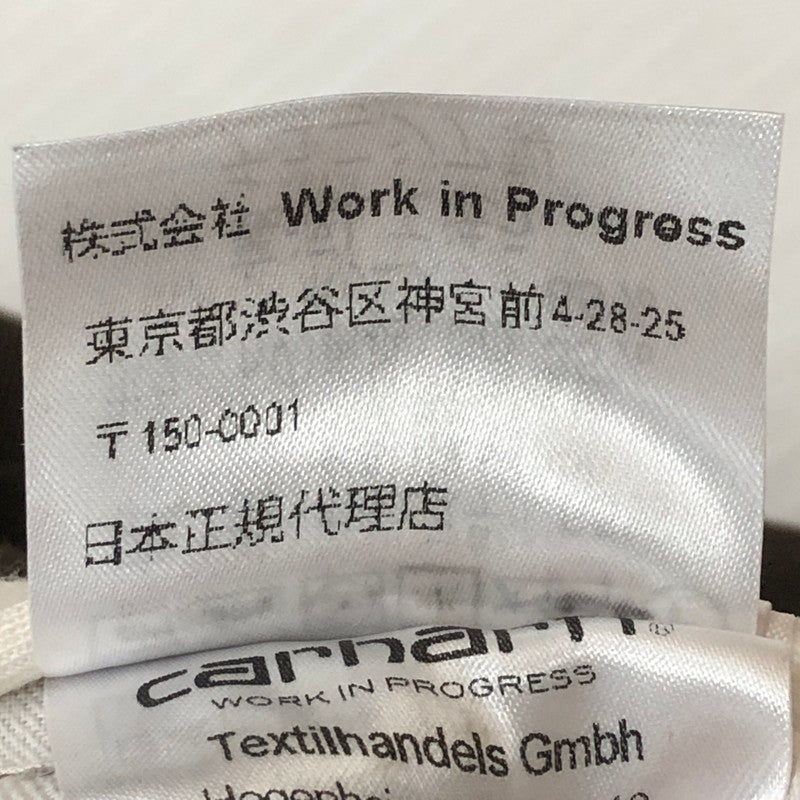 株式会社 Work in Progress
東京都渋谷区神宮前4-28-25
〒150-0001
日本正規代理店
carhartt®
WORK IN PROGRESS
Textilhandels Gmbh